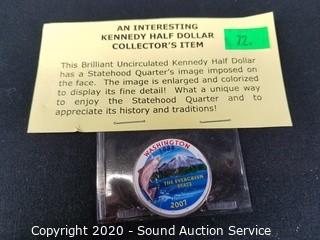 AN INTERESTING
KENNEDY HALF DOLLAR
COLLECTOR'S ITEM
72.
This Brilliant Uncirculated Kennedy Half Dollar
has a Statehood Quarter's image imposed on
the face. The image is enlarged and colorized
to display its fine detail! What a unique way
to enjoy the Statehood Quarter and to
appreciate its history and traditions!
WASHINGTON
1889
THE EVERGREEN
STATE
2007
Copyright 2020 - Sound Auction Service